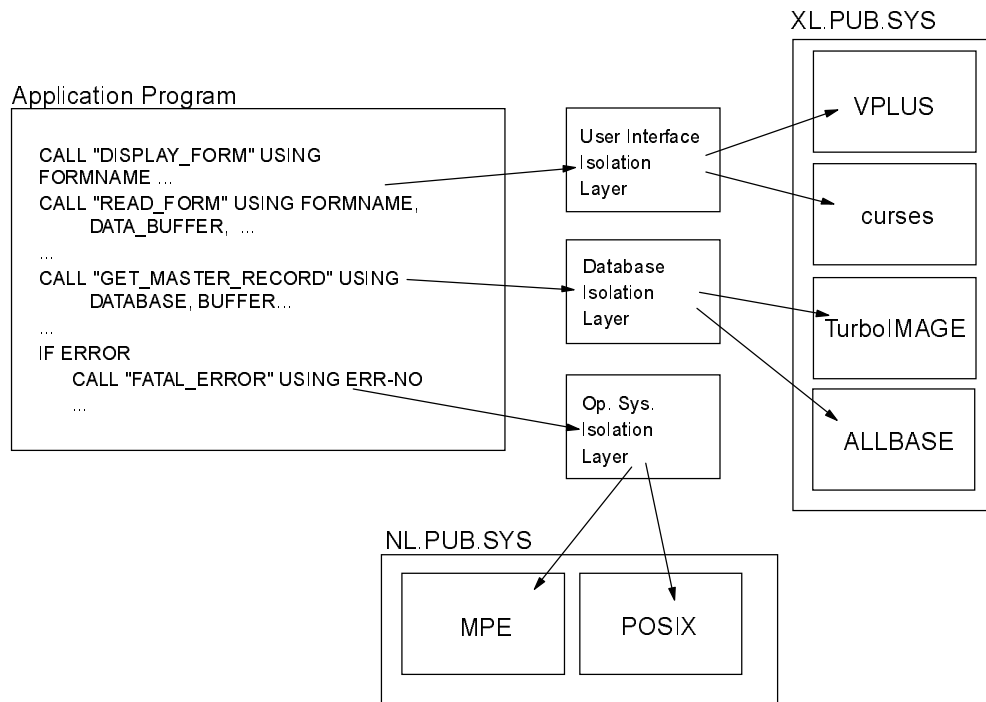 XL.PUB.SYS
Application Program
CALL "DISPLAY_FORM" USING
FORMNAME ...
CALL "READ_FORM" USING FORMNAME,
DATA_BUFFER, ...
...
CALL "GET_MASTER_RECORD" USING
DATABASE, BUFFER...
...
IF ERROR
CALL "FATAL_ERROR" USING ERR-NO
...
User Interface
Isolation
Layer
Database
Isolation
Layer
Op. Sys.
Isolation
Layer
VPLUS
curses
TurboIMAGE
ALLBASE
NL.PUB.SYS
MPE
POSIX